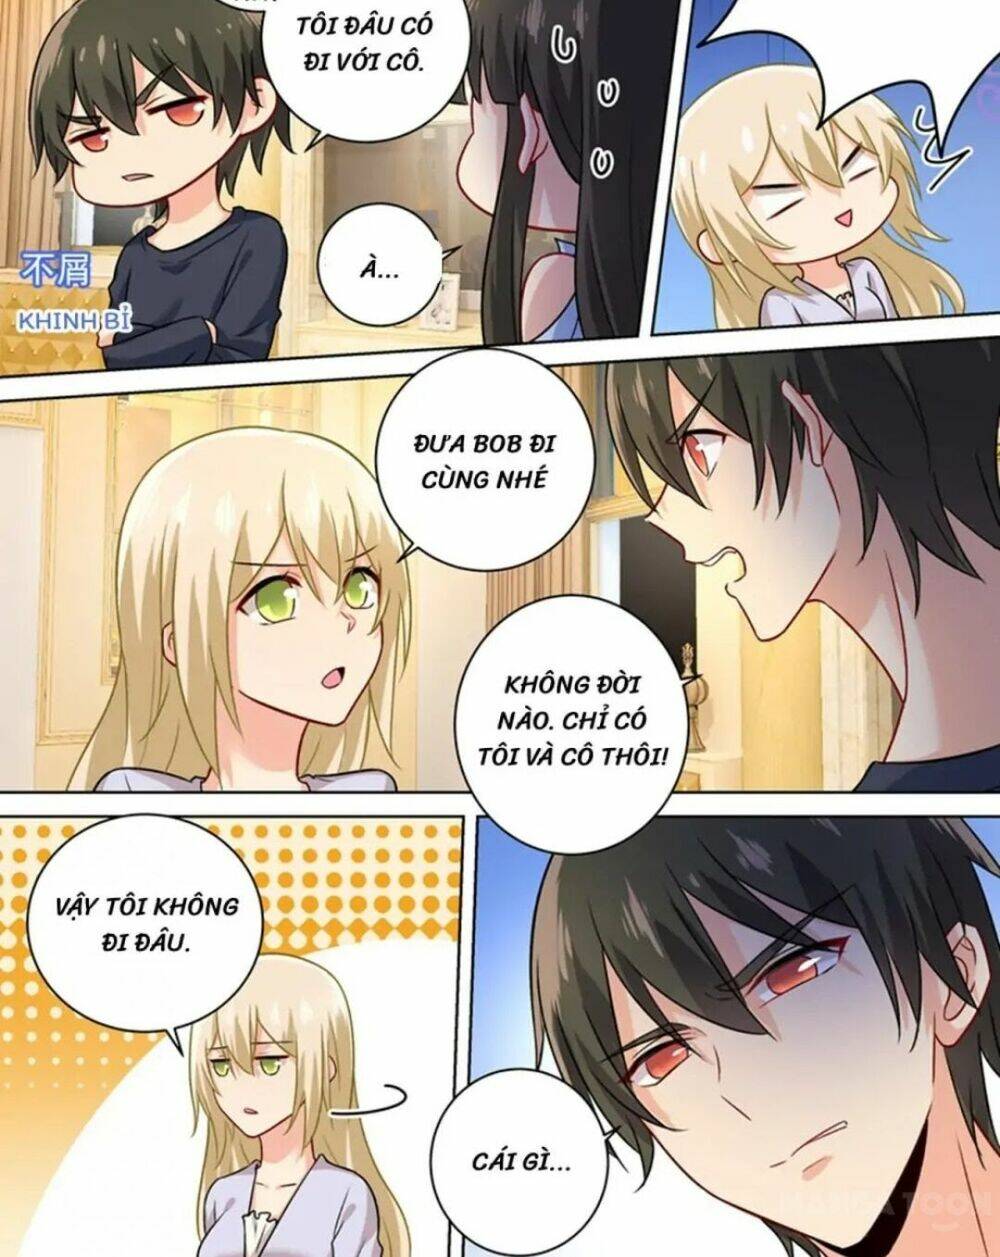 TÔI ĐÂU CÓ
ĐI VỚI CÔ.
不屑
KHINH BỈ
À...
ĐƯA BOB ĐI
CÙNG NHÉ
KHÔNG ĐỜI
NÀO. CHỈ CÓ
TÔI VÀ CÔ THÔI!
VẬY TÔI KHÔNG
ĐI ĐÂU.
CÁI GÌ...
MANGATOON